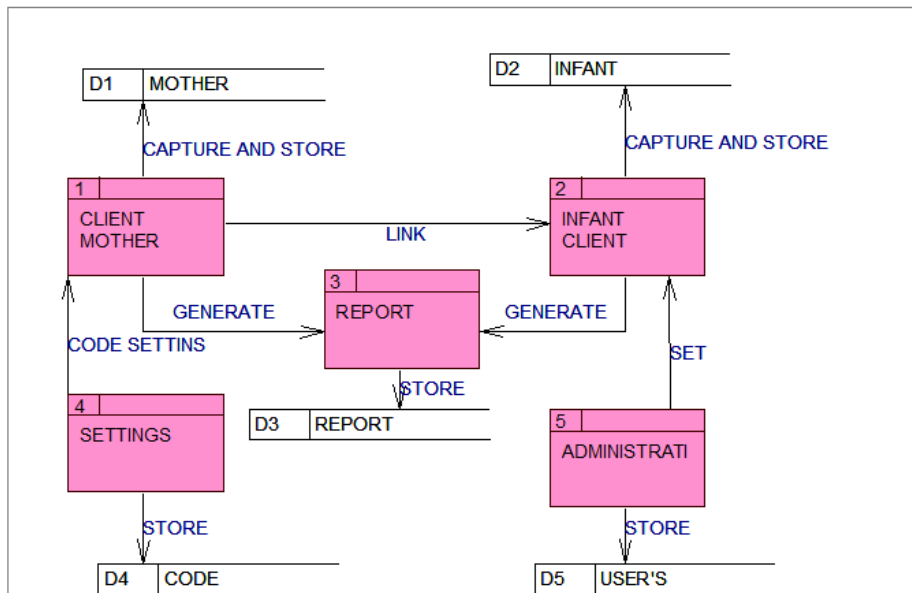 D1 MOTHER
D2 INFANT
CAPTURE AND STORE
CAPTURE AND STORE
1
CLIENT
MOTHER
2
INFANT
CLIENT
LINK
3
REPORT
GENERATE
GENERATE
CODE SETTINS
SET
STORE
4
SETTINGS
D3 REPORT
5
ADMINISTRATI
STORE
STORE
D4 CODE
D5 USER'S